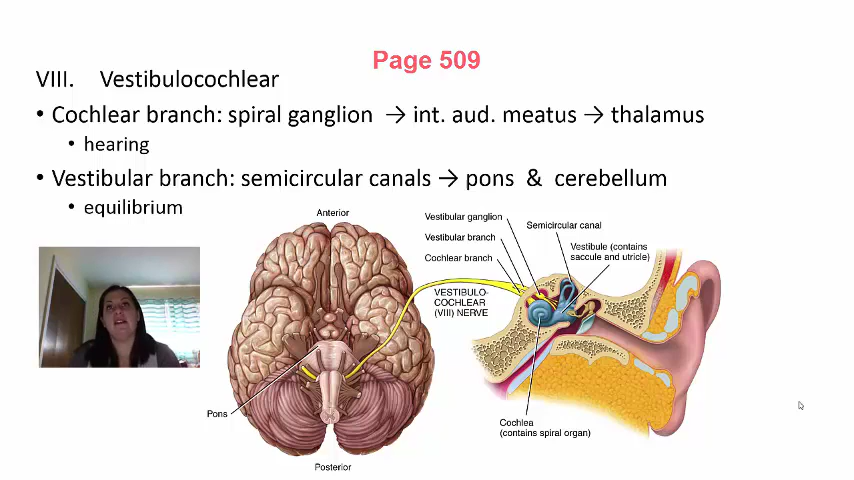 Page 509
VIII. Vestibulocochlear
• Cochlear branch: spiral ganglion → int. aud. meatus → thalamus
• hearing
• Vestibular branch: semicircular canals → pons & cerebellum
• equilibrium
Anterior
Vestibular ganglion
Vestibular branch
Cochlear branch
Semicircular canal
Vestibule (contains
saccule and utricle)
VESTIBULO-
COCHLEAR
(VIII) NERVE
Pons
Cochlea
(contains spiral organ)
Posterior